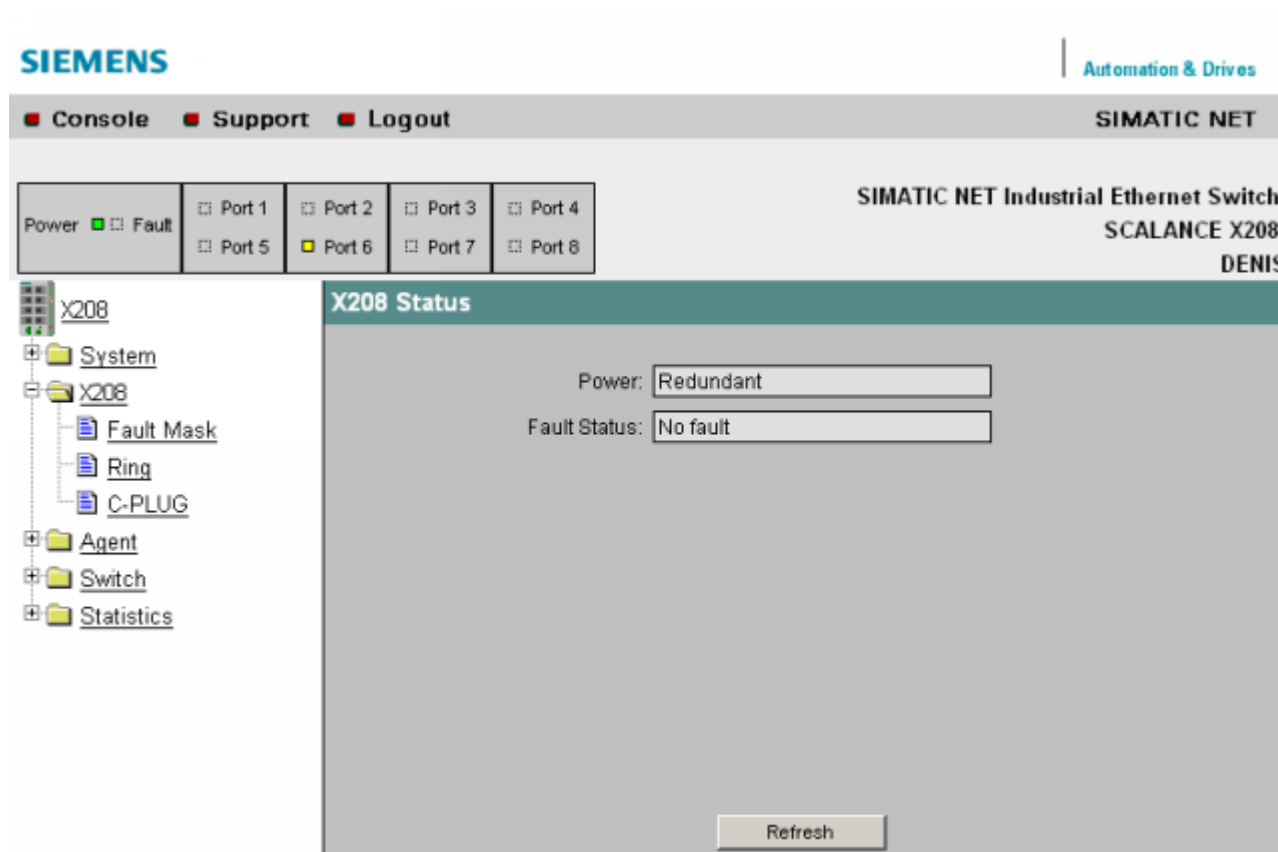 SIEMENS
Automation & Drives
Console Support Logout SIMATIC NET
Power Fault
Port 1 Port 2 Port 3 Port 4
Port 5 Port 6 Port 7 Port 8
SIMATIC NET Industrial Ethernet Switch
SCALANCE X208
DENIS
X208
System
X208
Fault Mask
Ring
C-PLUG
Agent
Switch
Statistics
X208 Status
Power: Redundant
Fault Status: No fault
Refresh